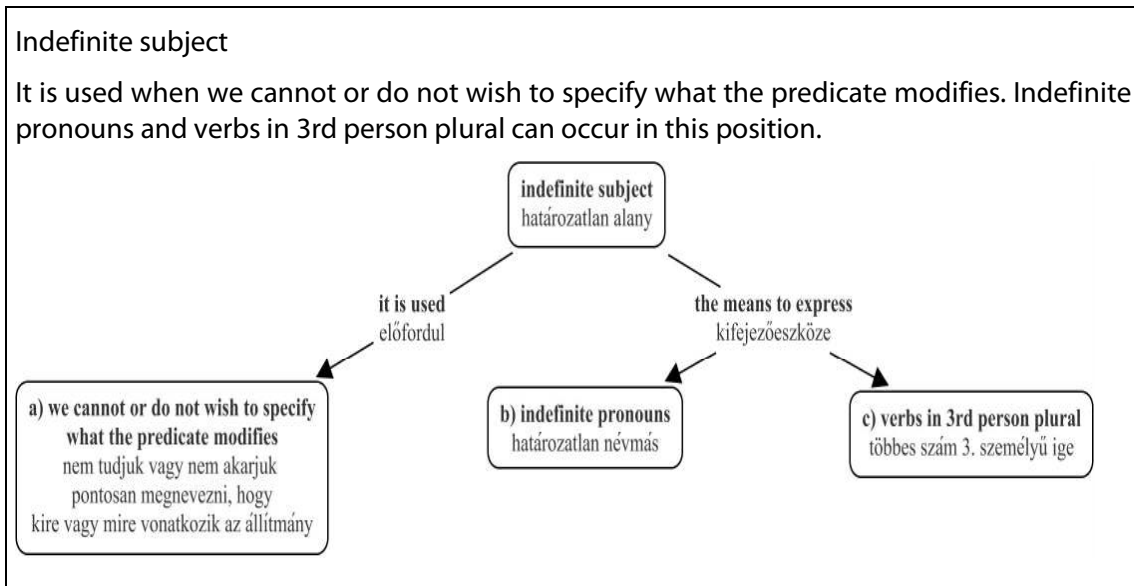 Indefinite subject
It is used when we cannot or do not wish to specify what the predicate modifies. Indefinite
pronouns and verbs in 3rd person plural can occur in this position.
indefinite subject
határozatlan alany
it is used
előfordul
the means to express
kifejezőeszköze
a) we cannot or do not wish to specify
what the predicate modifies
nem tudjuk vagy nem akarjuk
pontosan megnevezni, hogy
kire vagy mire vonatkozik az állítmány
b) indefinite pronouns
határozatlan névmás
c) verbs in 3rd person plural
többes szám 3. személyű ige